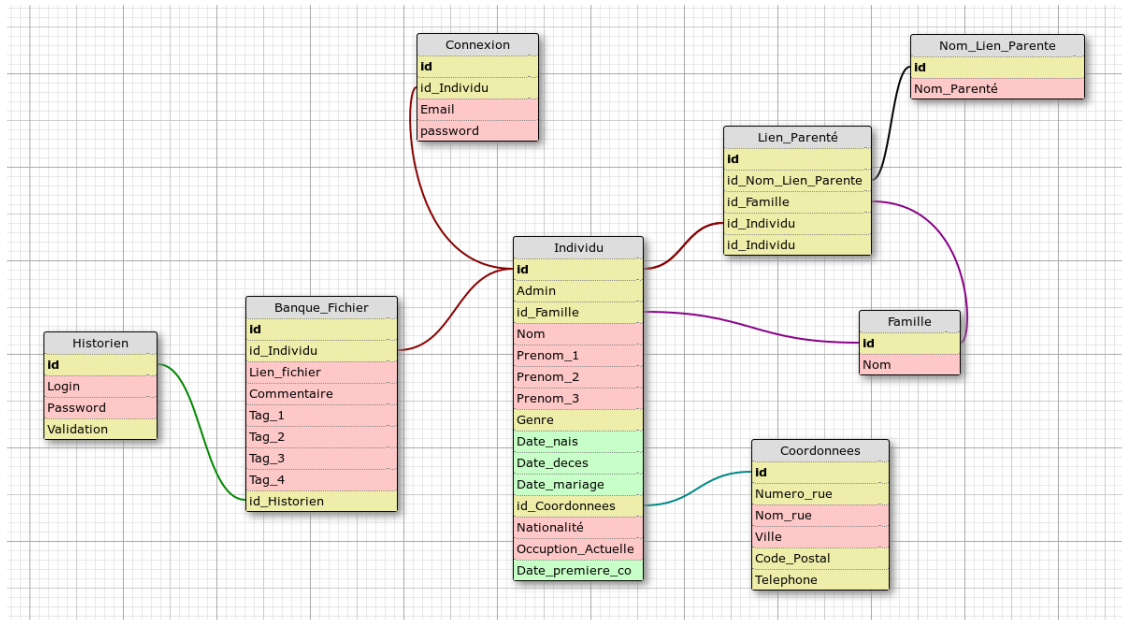 Connexion
id
id_Individu
Email
password
Nom_Lien_Parente
id
Nom_Parenté
Lien_Parenté
id
id_Nom_Lien_Parente
id_Famille
id_Individu
id_Individu
Individu
id
Admin
id_Famille
Nom
Prenom_1
Prenom_2
Prenom_3
Genre
Date_nais
Date_deces
Date_mariage
id_Coordonnees
Nationalité
Occuption_Actuelle
Date_premiere_co
Banque_Fichier
id
id_Individu
Lien_fichier
Commentaire
Tag_1
Tag_2
Tag_3
Tag_4
id_Historien
Historien
id
Login
Password
Validation
Famille
id
Nom
Coordonnees
id
Numero_rue
Nom_rue
Ville
Code_Postal
Telephone